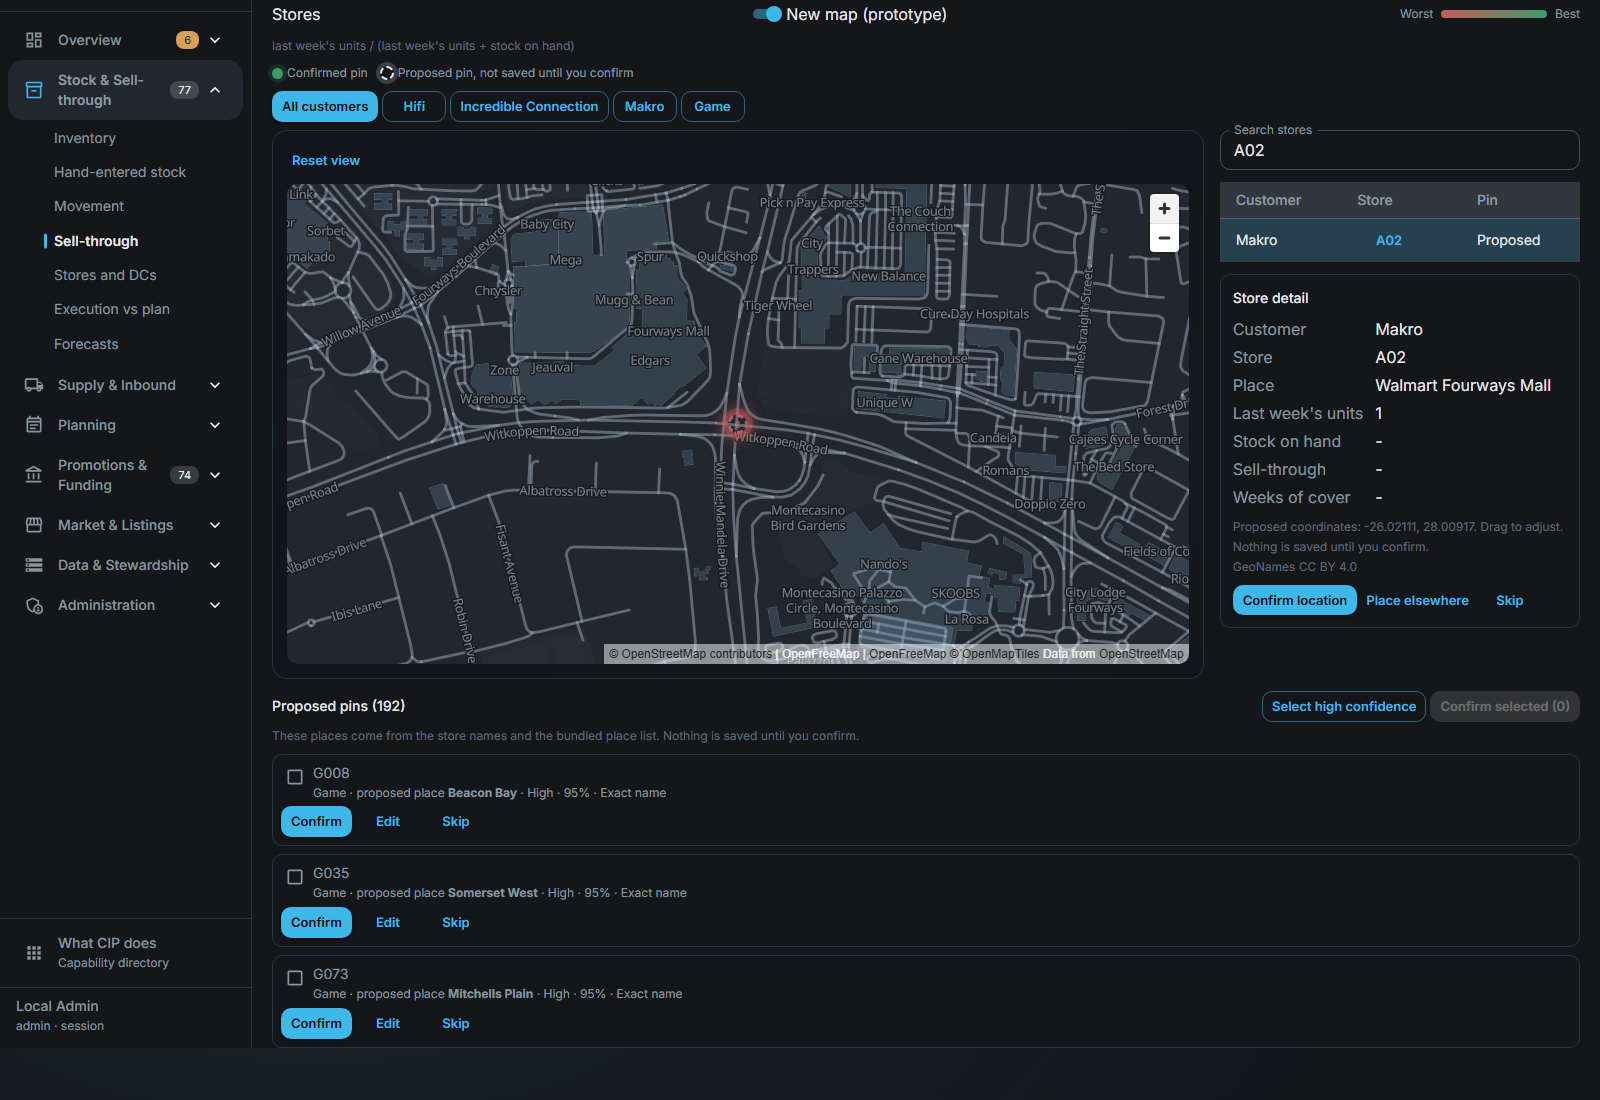 Stores
New map (prototype)
Worst
Best
Overview
6
Stock & Sell-through
77
Inventory
Hand-entered stock
Movement
Sell-through
Stores and DCs
Execution vs plan
Forecasts
Supply & Inbound
Planning
Promotions & Funding
74
Market & Listings
Data & Stewardship
Administration
What CIP does
Capability directory
Local Admin
admin · session
last week's units / (last week's units + stock on hand)
Confirmed pin
Proposed pin, not saved until you confirm
All customers
Hifi
Incredible Connection
Makro
Game
Reset view
Link
Sorbet
Baby City
Mega
Spur
Quickshop
Pick n Pay Express
The Couch
Connection
City
Trappers
New Balance
Chrysler
Fourways Boulevard
Willow Avenue
Mugg & Bean
Tiger Wheel
Fourways Mall
Cure Day Hospitals
The Straight Street
Edgars
Zone
Jeauval
Warehouse
Cane Warehouse
Unique W
Forest Dr
Witkoppen Road
Witkoppen Road
Candela
Cajees Cycle Corner
Romans
The Bed Store
Albatross Drive
Winnie Mandela Drive
Montecasino
Bird Gardens
Doppio Zero
Fisant Avenue
Albatross Drive
Nando's
Fields of Co
Rio
Ibis Lane
Robin Drive
Montecasino Palazzo
Circle, Montecasino
Boulevard
SKOOBS
La Rosa
City Lodge
Fourways
+
−
© OpenStreetMap contributors | OpenFreeMap | OpenFreeMap © OpenMapTiles Data from OpenStreetMap
Search stores
A02
Customer Store Pin
Makro A02 Proposed
Store detail
Customer Makro
Store A02
Place Walmart Fourways Mall
Last week's units 1
Stock on hand -
Sell-through -
Weeks of cover -
Proposed coordinates: -26.02111, 28.00917. Drag to adjust.
Nothing is saved until you confirm.
GeoNames CC BY 4.0
Confirm location
Place elsewhere
Skip
Proposed pins (192)
Select high confidence
Confirm selected (0)
These places come from the store names and the bundled place list. Nothing is saved until you confirm.
G008
Game · proposed place Beacon Bay · High · 95% · Exact name
Confirm Edit Skip
G035
Game · proposed place Somerset West · High · 95% · Exact name
Confirm Edit Skip
G073
Game · proposed place Mitchells Plain · High · 95% · Exact name
Confirm Edit Skip